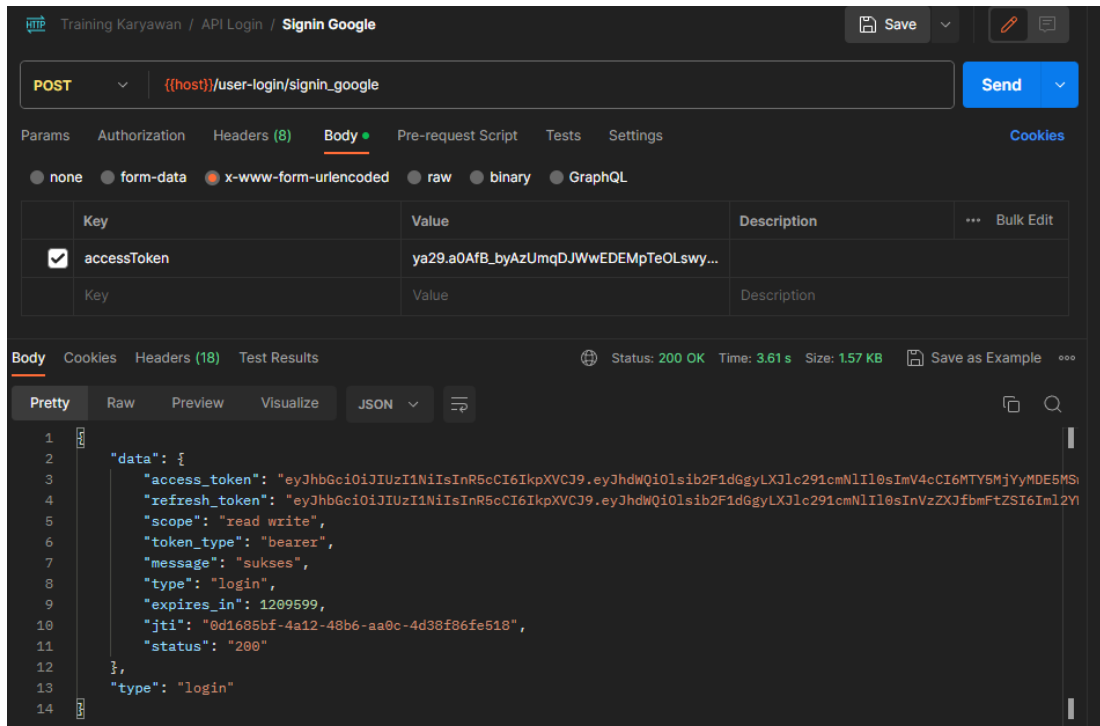 HTTP Training Karyawan / API Login / Signin Google Save
POST {{host}}/user-login/signin_google Send
Params Authorization Headers (8) Body Pre-request Script Tests Settings Cookies
none form-data x-www-form-urlencoded raw binary GraphQL
Key Value Description ••• Bulk Edit
accessToken ya29.a0AfB_byAzUmqDJWwEDEMpTeOLswy...
Key Value Description
Body Cookies Headers (18) Test Results Status: 200 OK Time: 3.61 s Size: 1.57 KB Save as Example
Pretty Raw Preview Visualize JSON
1 {
2 "data": {
3 "access_token": "eyJhbGciOiJIUzI1NiIsInR5cCI6IkpXVCJ9.eyJhdWQiOlsib2F1dGgyLXJlc291cmNlIl0sImV4cCI6MTY5MjYyMDE5MS
4 "refresh_token": "eyJhbGciOiJIUzI1NiIsInR5cCI6IkpXVCJ9.eyJhdWQiOlsib2F1dGgyLXJlc291cmNlIl0sInVzZXJfbmFtZSI6Iml2Y
5 "scope": "read write",
6 "token_type": "bearer",
7 "message": "sukses",
8 "type": "login",
9 "expires_in": 1209599,
10 "jti": "0d1685bf-4a12-48b6-aa0c-4d38f86fe518",
11 "status": "200"
12 },
13 "type": "login"
14 }